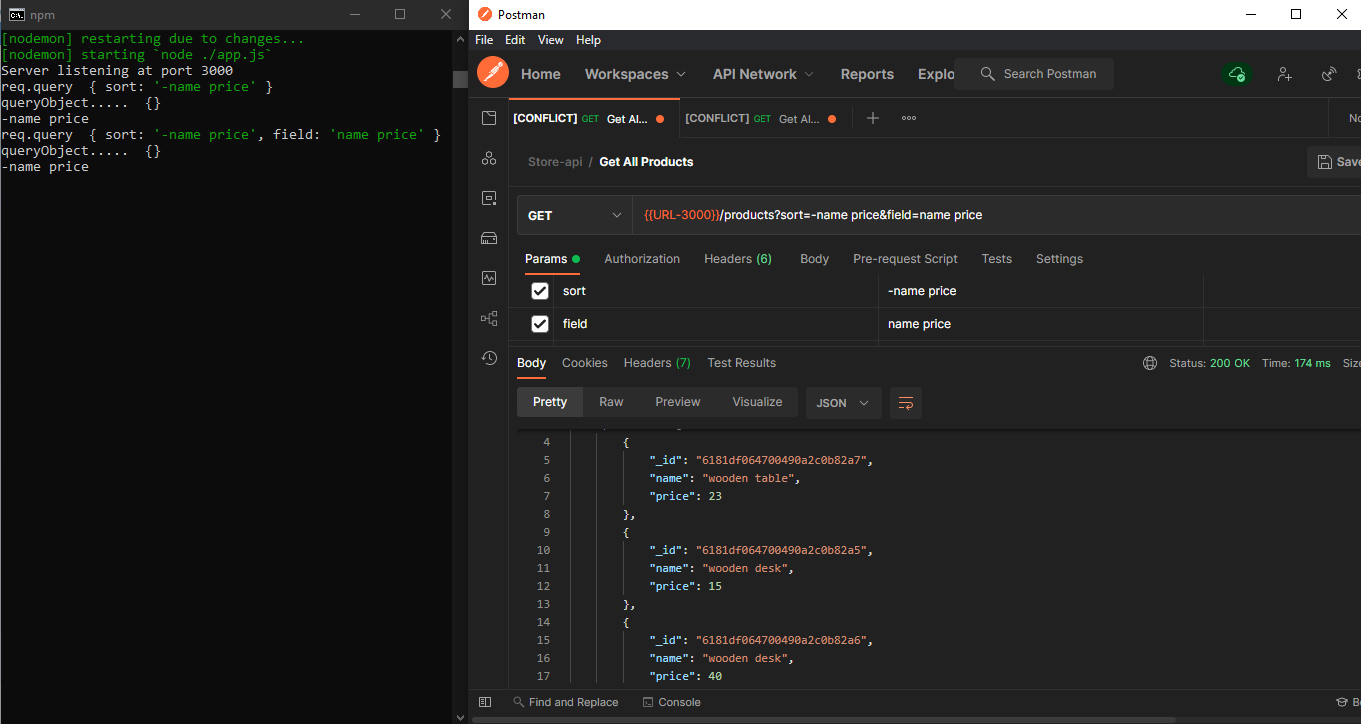 npm
[nodemon] restarting due to changes...
[nodemon] starting `node ./app.js`
Server listening at port 3000
req.query  { sort: '-name price' }
queryObject.....  {}
-name price
req.query  { sort: '-name price', field: 'name price' }
queryObject.....  {}
-name price
Postman
File Edit View Help
Home Workspaces API Network Reports Explo Search Postman
[CONFLICT] GET Get Al... [CONFLICT] GET Get Al... No
Store-api / Get All Products Save
GET {{URL-3000}}/products?sort=-name price&field=name price
Params Authorization Headers (6) Body Pre-request Script Tests Settings
sort -name price
field name price
Body Cookies Headers (7) Test Results Status: 200 OK Time: 174 ms Size
Pretty Raw Preview Visualize JSON
4 {
5 "_id": "6181df064700490a2c0b82a7",
6 "name": "wooden table",
7 "price": 23
8 },
9 {
10 "_id": "6181df064700490a2c0b82a5",
11 "name": "wooden desk",
12 "price": 15
13 },
14 {
15 "_id": "6181df064700490a2c0b82a6",
16 "name": "wooden desk",
17 "price": 40
Find and Replace Console